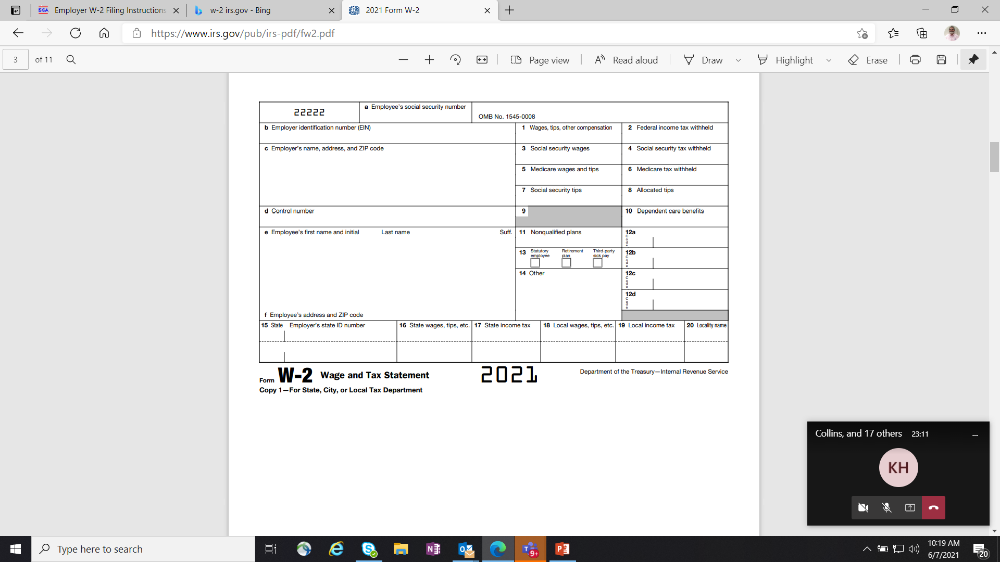 Employer W-2 Filing Instructions
w-2 irs.gov - Bing
2021 Form W-2
https://www.irs.gov/pub/irs-pdf/fw2.pdf
3 of 11
Page view
Read aloud
Draw
Highlight
Erase
22222
a Employee's social security number
OMB No. 1545-0008
b Employer identification number (EIN)
1 Wages, tips, other compensation
2 Federal income tax withheld
c Employer's name, address, and ZIP code
3 Social security wages
4 Social security tax withheld
5 Medicare wages and tips
6 Medicare tax withheld
7 Social security tips
8 Allocated tips
d Control number
9
10 Dependent care benefits
e Employee's first name and initial Last name Suff.
11 Nonqualified plans
12a
Code
13 Statutory employee Retirement plan Third-party sick pay
12b
Code
14 Other
12c
Code
12d
Code
f Employee's address and ZIP code
15 State Employer's state ID number
16 State wages, tips, etc.
17 State income tax
18 Local wages, tips, etc.
19 Local income tax
20 Locality name
Form W-2 Wage and Tax Statement
2021
Department of the Treasury—Internal Revenue Service
Copy 1—For State, City, or Local Tax Department
Collins, and 17 others 23:11
KH
Type here to search
9+
10:19 AM
6/7/2021
20